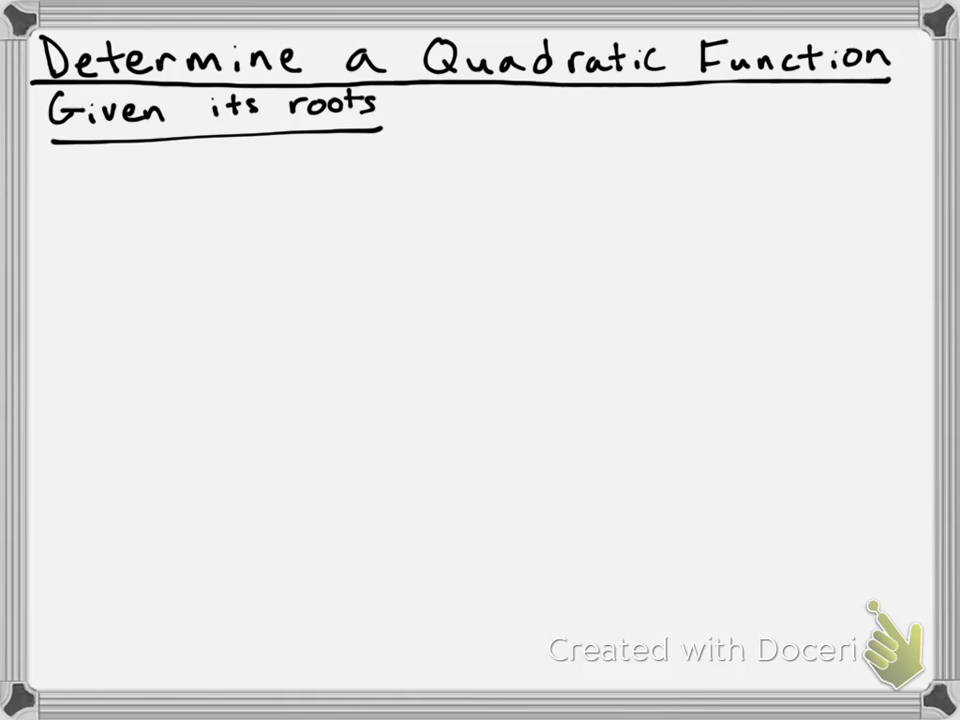 Determine a Quadratic Function
Given its roots
Created with Doceri